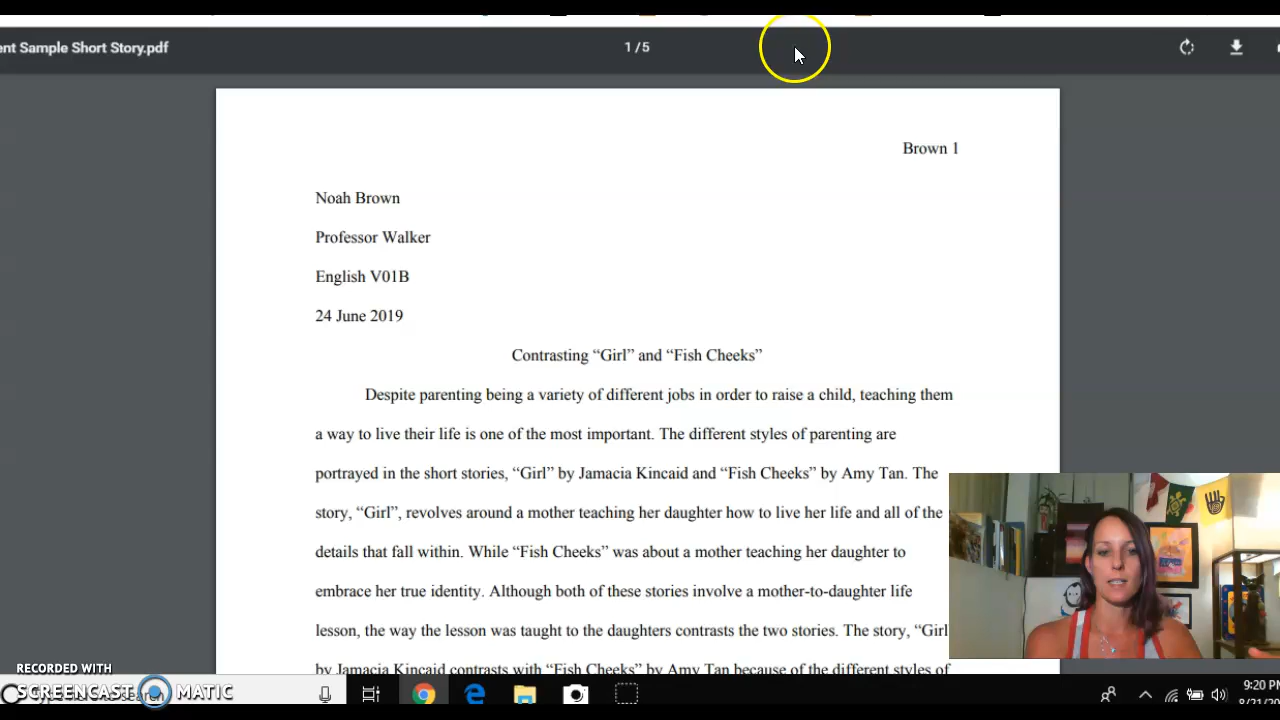 ent Sample Short Story.pdf
1 / 5
Brown 1
Noah Brown
Professor Walker
English V01B
24 June 2019
Contrasting “Girl” and “Fish Cheeks”
Despite parenting being a variety of different jobs in order to raise a child, teaching them
a way to live their life is one of the most important. The different styles of parenting are
portrayed in the short stories, “Girl” by Jamacia Kincaid and “Fish Cheeks” by Amy Tan. The
story, “Girl”, revolves around a mother teaching her daughter how to live her life and all of the
details that fall within. While “Fish Cheeks” was about a mother teaching her daughter to
embrace her true identity. Although both of these stories involve a mother-to-daughter life
lesson, the way the lesson was taught to the daughters contrasts the two stories. The story, “Girl
by Jamacia Kincaid contrasts with “Fish Cheeks” by Amy Tan because of the different styles of
RECORDED WITH
SCREENCAST MATIC
search
9:20 PM
8/21/20